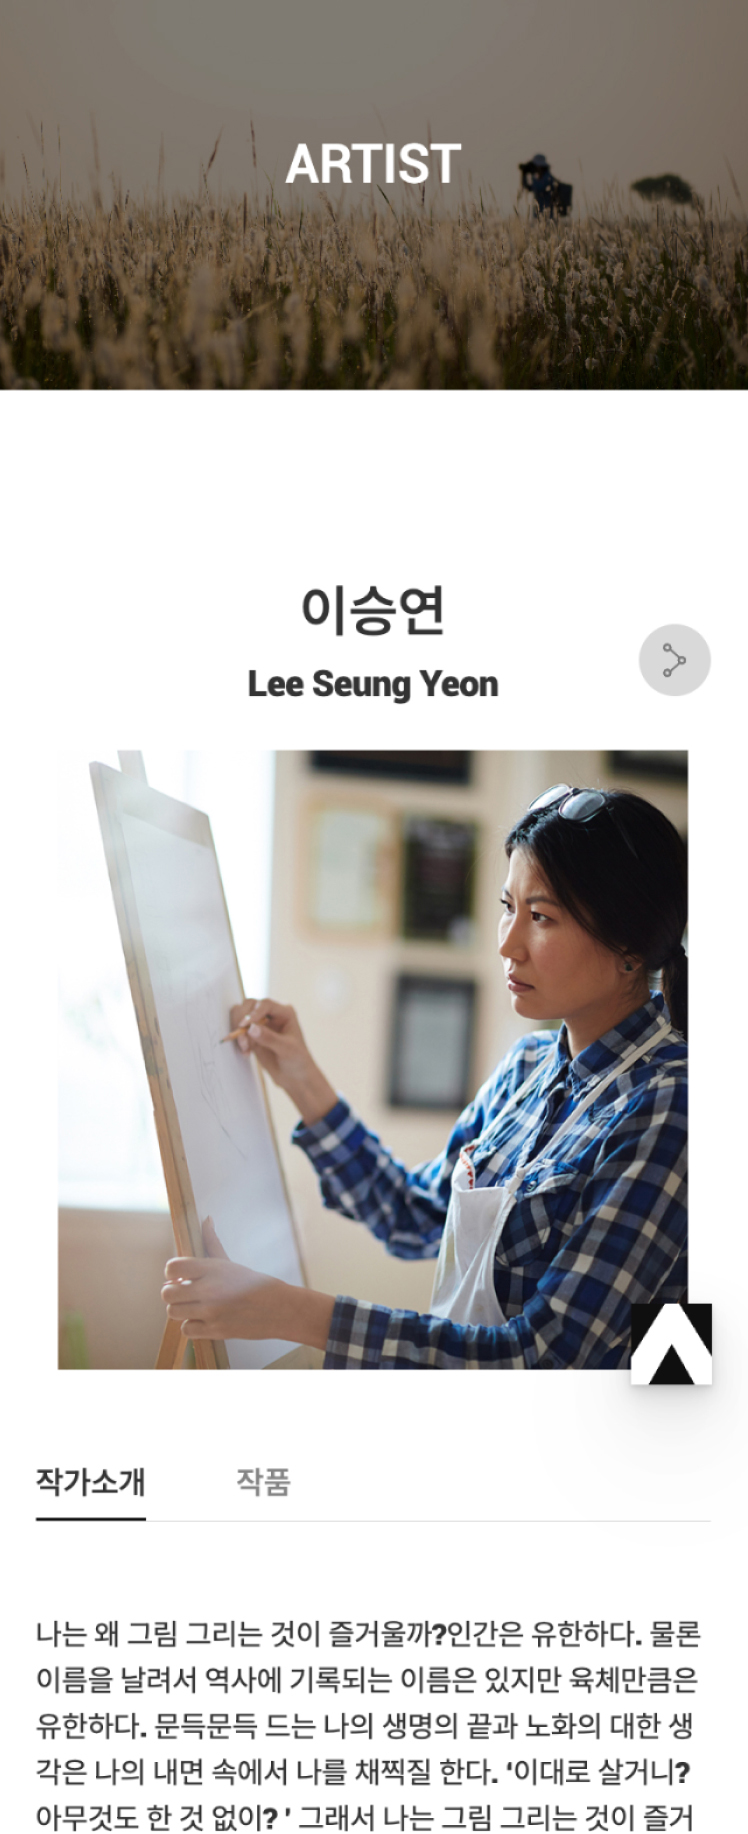 ARTIST
이승연
Lee Seung Yeon
작가소개
작품
나는 왜 그림 그리는 것이 즐거울까?인간은 유한하다. 물론
이름을 날려서 역사에 기록되는 이름은 있지만 육체만큼은
유한하다. 문득문득 드는 나의 생명의 끝과 노화의 대한 생
각은 나의 내면 속에서 나를 채찍질 한다. ‘이대로 살거니?
아무것도 한 것 없이? ’ 그래서 나는 그림 그리는 것이 즐거